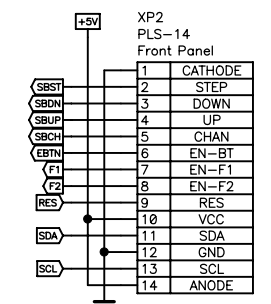 +5V
XP2
PLS-14
Front Panel
1 CATHODE
SBST 2 STEP
SBDN 3 DOWN
SBUP 4 UP
SBCH 5 CHAN
EBTN 6 EN-BT
F1 7 EN-F1
F2 8 EN-F2
RES 9 RES
10 VCC
SDA 11 SDA
12 GND
SCL 13 SCL
14 ANODE